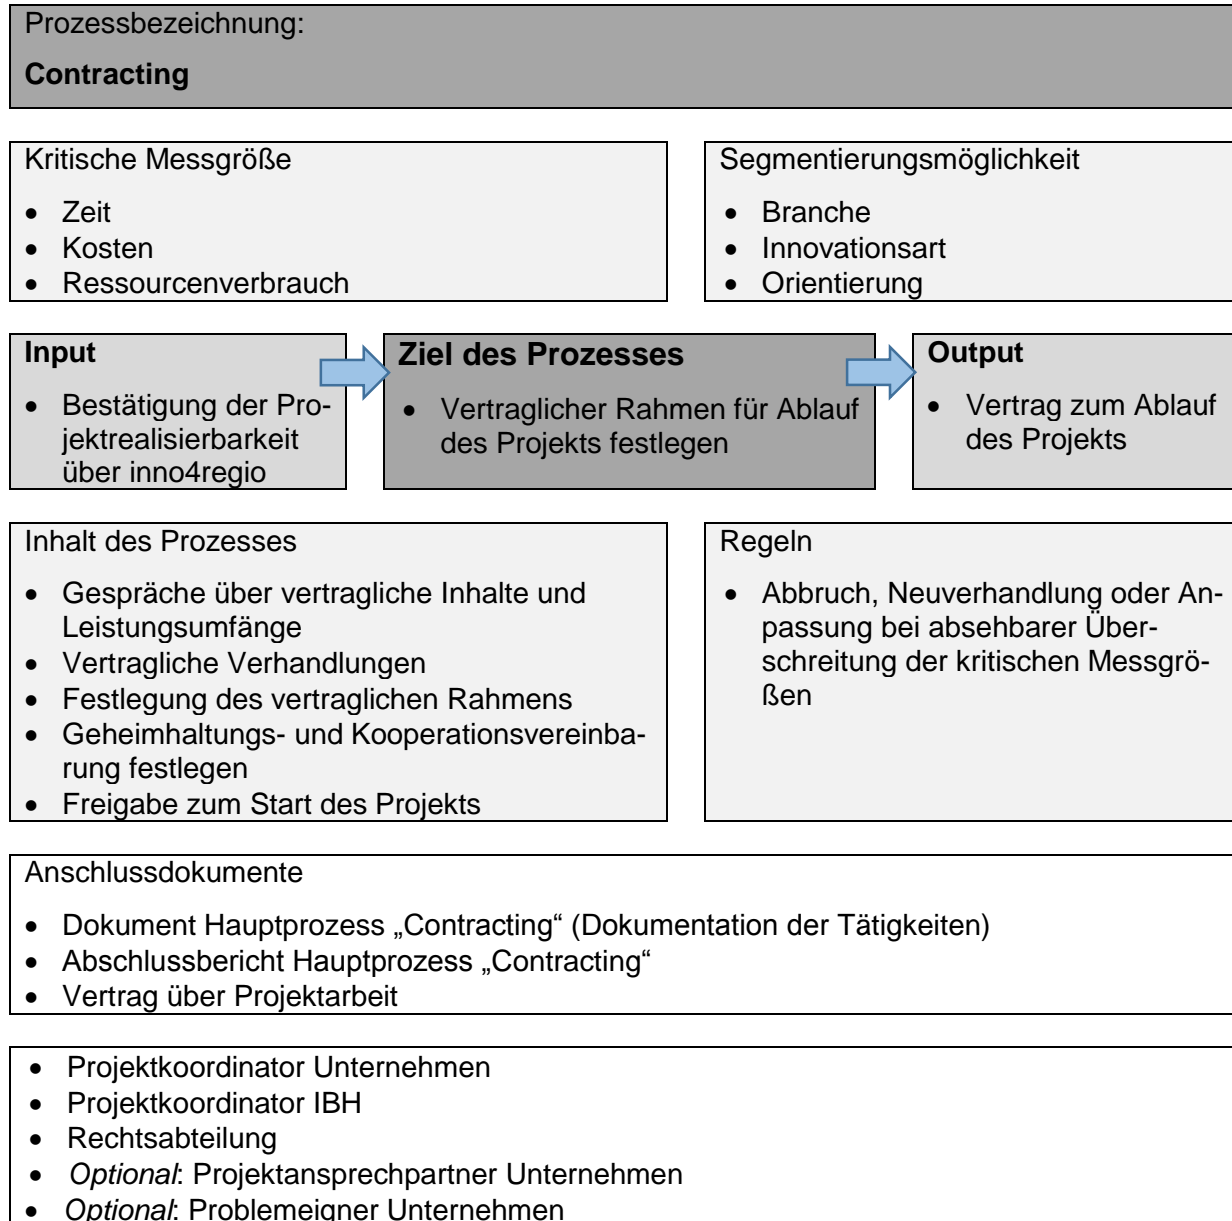 Prozessbezeichnung:
Contracting
Kritische Messgröße
• Zeit
• Kosten
• Ressourcenverbrauch
Segmentierungsmöglichkeit
• Branche
• Innovationsart
• Orientierung
Input
• Bestätigung der Pro-
jektrealisierbarkeit
über inno4regio
Ziel des Prozesses
• Vertraglicher Rahmen für Ablauf
des Projekts festlegen
Output
• Vertrag zum Ablauf
des Projekts
Inhalt des Prozesses
• Gespräche über vertragliche Inhalte und
Leistungsumfänge
• Vertragliche Verhandlungen
• Festlegung des vertraglichen Rahmens
• Geheimhaltungs- und Kooperationsvereinba-
rung festlegen
• Freigabe zum Start des Projekts
Regeln
• Abbruch, Neuverhandlung oder An-
passung bei absehbarer Über-
schreitung der kritischen Messgrö-
ßen
Anschlussdokumente
• Dokument Hauptprozess „Contracting“ (Dokumentation der Tätigkeiten)
• Abschlussbericht Hauptprozess „Contracting“
• Vertrag über Projektarbeit
• Projektkoordinator Unternehmen
• Projektkoordinator IBH
• Rechtsabteilung
• Optional: Projektansprechpartner Unternehmen
• Optional: Problemeigner Unternehmen